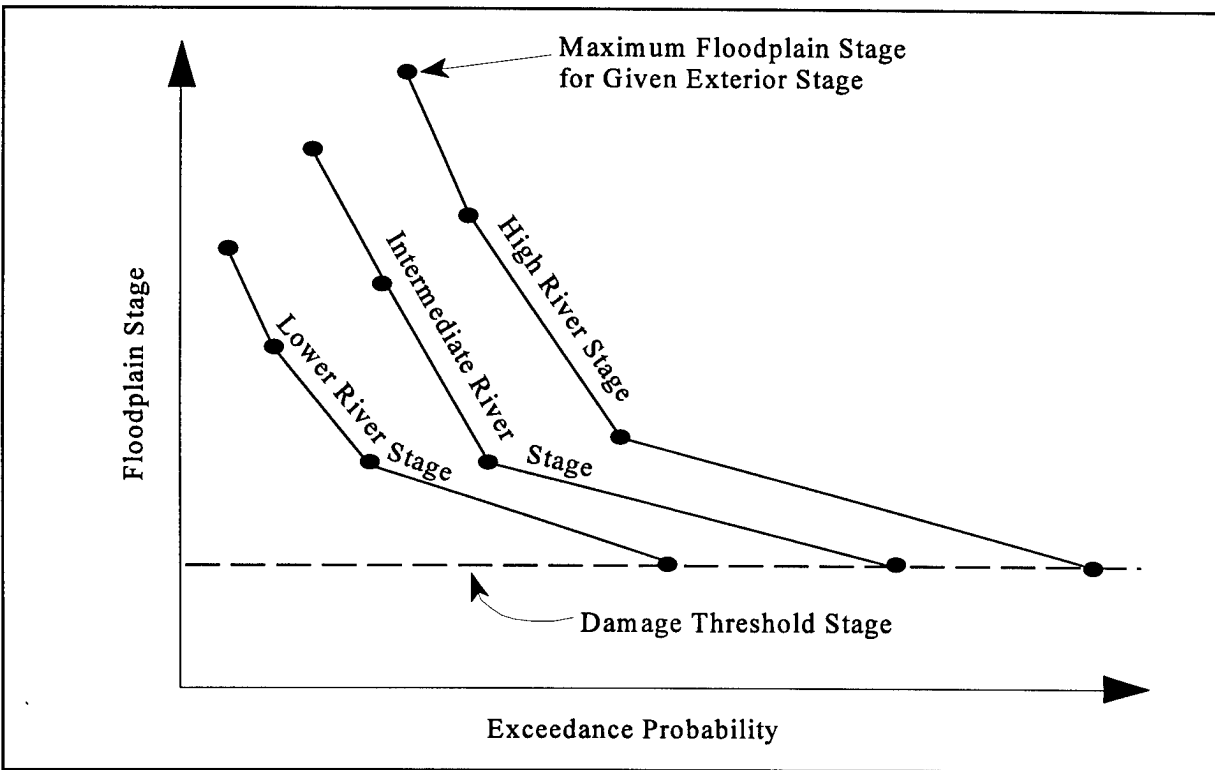 Maximum Floodplain Stage
for Given Exterior Stage
High River Stage
Intermediate River Stage
Lower River Stage
Floodplain Stage
Damage Threshold Stage
Exceedance Probability